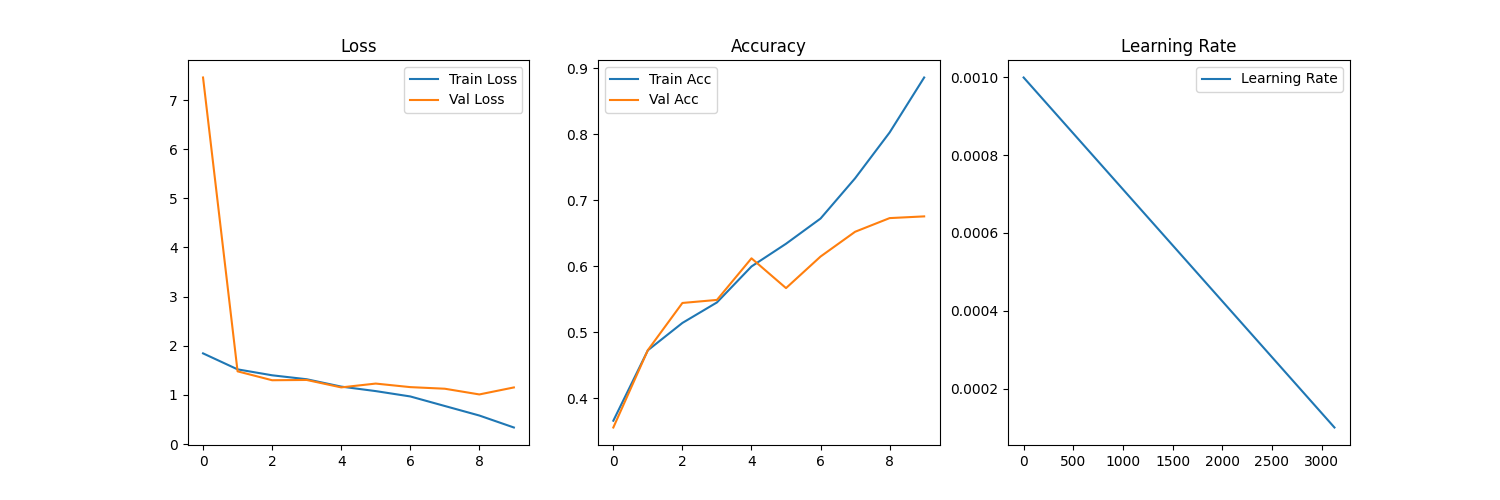 Loss
Train Loss
Val Loss
7
6
5
4
3
2
1
0
0 2 4 6 8
Accuracy
Train Acc
Val Acc
0.9
0.8
0.7
0.6
0.5
0.4
0 2 4 6 8
Learning Rate
Learning Rate
0.0010
0.0008
0.0006
0.0004
0.0002
0 500 1000 1500 2000 2500 3000